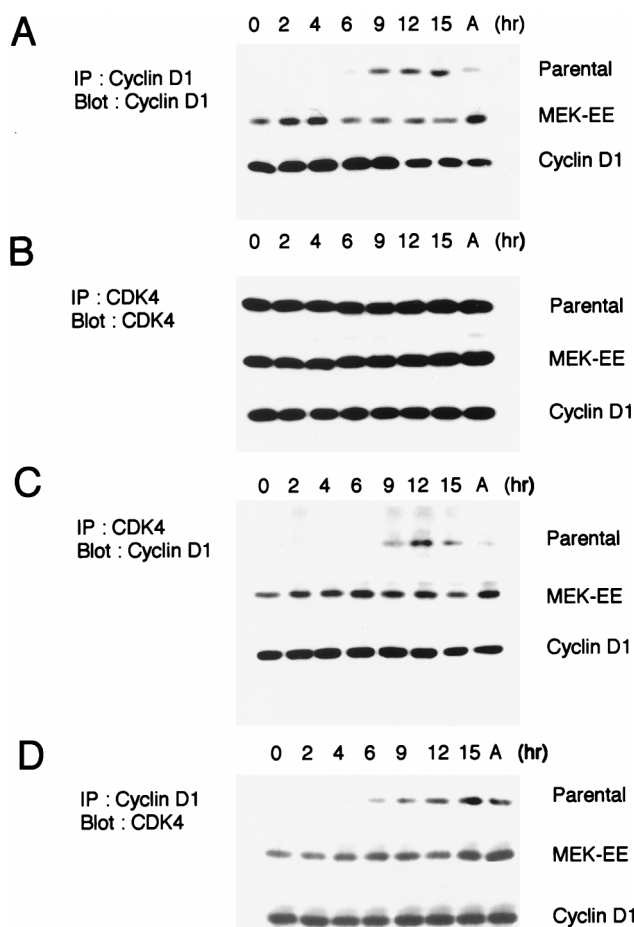 A
0 2 4 6 9 12 15 A (hr)
IP : Cyclin D1
Blot : Cyclin D1
Parental
MEK-EE
Cyclin D1
B
0 2 4 6 9 12 15 A (hr)
IP : CDK4
Blot : CDK4
Parental
MEK-EE
Cyclin D1
C
0 2 4 6 9 12 15 A (hr)
IP : CDK4
Blot : Cyclin D1
Parental
MEK-EE
Cyclin D1
D
0 2 4 6 9 12 15 A (hr)
IP : Cyclin D1
Blot : CDK4
Parental
MEK-EE
Cyclin D1